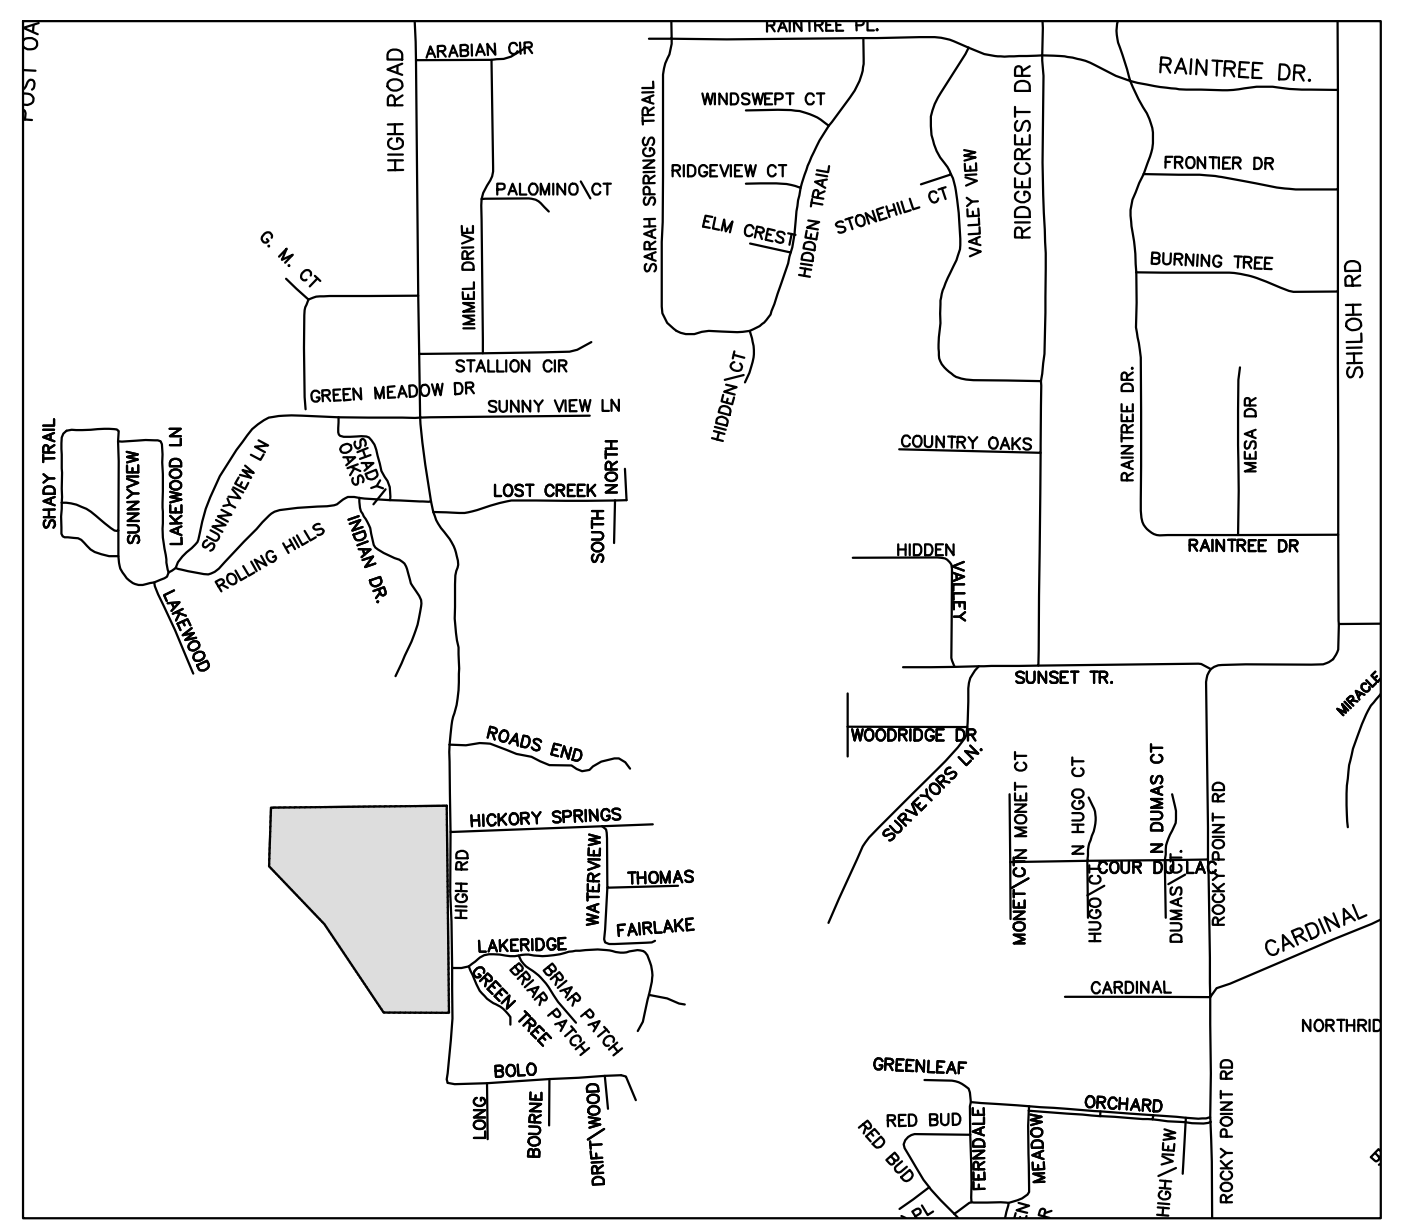 POST OA
HIGH ROAD
ARABIAN CIR
RAINTREE PL.
RAINTREE DR.
WINDSWEPT CT
SARAH SPRINGS TRAIL
RIDGECREST DR
RIDGEVIEW CT
FRONTIER DR
PALOMINO\CT
VALLEY VIEW
STONEHILL CT
HIDDEN TRAIL
ELM CREST
G. M. CT
IMMEL DRIVE
BURNING TREE
SHILOH RD
STALLION CIR
HIDDEN\CT
GREEN MEADOW DR
SUNNY VIEW LN
RAINTREE DR.
MESA DR
SHADY TRAIL
SUNNYVIEW
LAKEWOOD LN
SUNNYVIEW LN
SHADY
OAKS
COUNTRY OAKS
NORTH
LOST CREEK
SOUTH
ROLLING HILLS
INDIAN DR.
HIDDEN
VALLEY
RAINTREE DR
LAKEWOOD
SUNSET TR.
MIRACLE
ROADS END
WOODRIDGE DR
SURVEYORS LN.
N MONET CT
N HUGO CT
N DUMAS CT
ROCKY POINT RD
HICKORY SPRINGS
HIGH RD
WATERVIEW
THOMAS
COUR DU LAC
MONET\CT
HUGO\CT
DUMAS\CT.
FAIRLAKE
LAKERIDGE
CARDINAL
GREEN TREE
BRIAR PATCH
BRIAR PATCH
CARDINAL
NORTHRID
BOLO
GREENLEAF
LONG
BOURNE
DRIFT\WOOD
ORCHARD
RED BUD
RED BUD
FERNDALE
MEADOW
HIGH\VIEW
ROCKY POINT RD
PL
EN
R